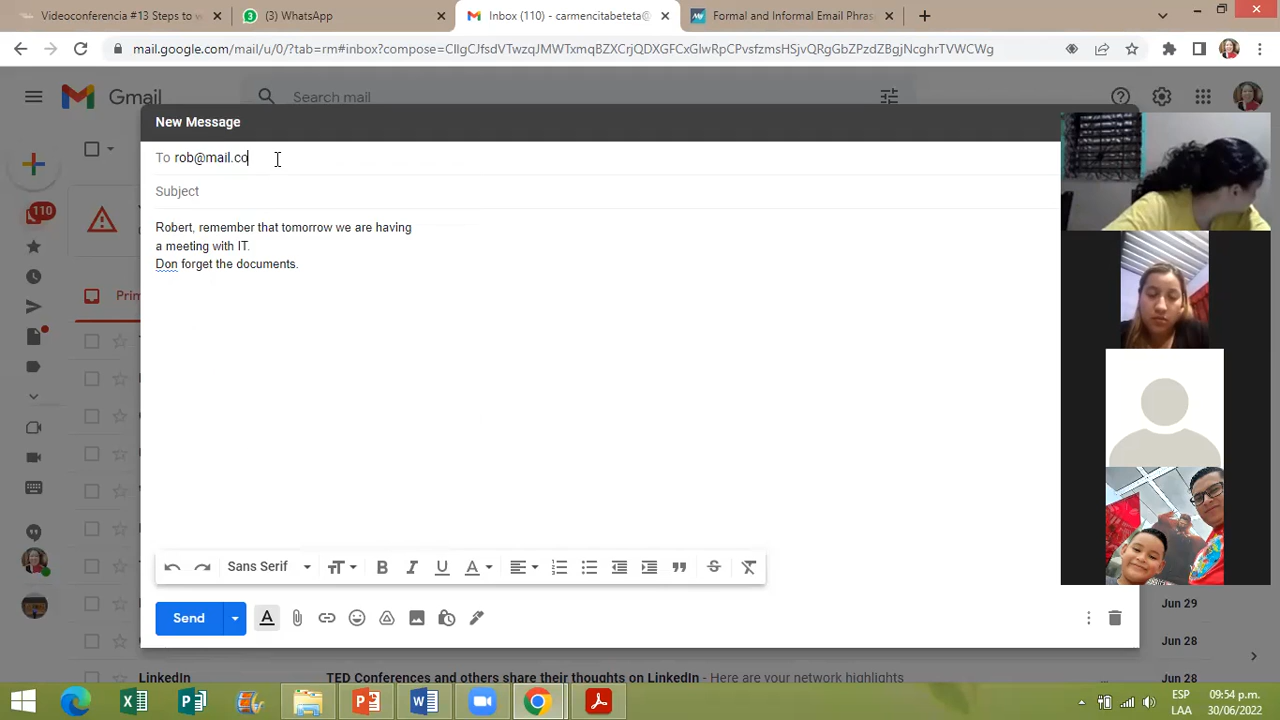 Videoconferencia #13 Steps to w
(3) WhatsApp
Inbox (110) - carmencitabeteta@
Formal and Informal Email Phras
mail.google.com/mail/u/0/?tab=rm#inbox?compose=CllgCJfsdVTwzqJMWTxmqBZXCrjQDXGFCxGlwRpCPvsfzmsHSjvQRgGbZPzdZBgjNcghrTVWCWg
Gmail
Search mail
New Message
To rob@mail.co
Subject
110
Robert, remember that tomorrow we are having
a meeting with IT.
Don forget the documents.
Prim
Sans Serif
Send
Jun 29
Jun 28
LinkedIn
TED Conferences and others share their thoughts on LinkedIn - Here are your network highlights
Jun 28
ESP
LAA
09:54 p.m.
30/06/2022